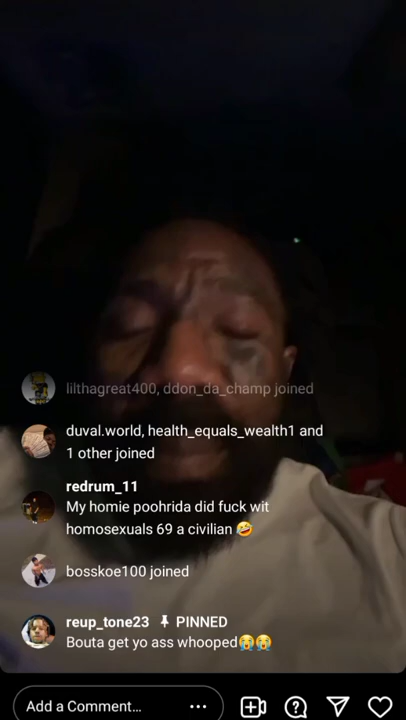 lilthagreat400, ddon_da_champ joined
duval.world, health_equals_wealth1 and
1 other joined
redrum_11
My homie poohrida did fuck wit
homosexuals 69 a civilian 🤣
bosskoe100 joined
reup_tone23 📌 PINNED
Bouta get yo ass whooped😭😭
Add a Comment...